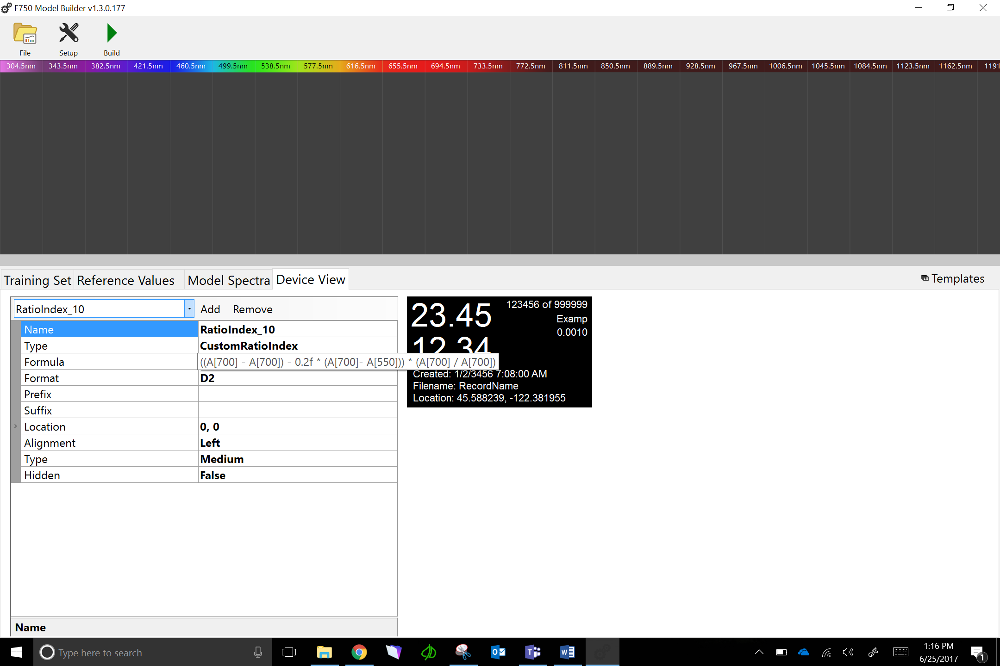 F750 Model Builder v1.3.0.177
File Setup Build
304.5nm 343.5nm 382.5nm 421.5nm 460.5nm 499.5nm 538.5nm 577.5nm 616.5nm 655.5nm 694.5nm 733.5nm 772.5nm 811.5nm 850.5nm 889.5nm 928.5nm 967.5nm 1006.5nm 1045.5nm 1084.5nm 1123.5nm 1162.5nm 1191
Training Set Reference Values Model Spectra Device View Templates
RatioIndex_10 Add Remove
Name RatioIndex_10
Type CustomRatioIndex
Formula ((A[700] - A[700]) - 0.2f * (A[700]- A[550])) * (A[700] / A[700])
Format D2
Prefix
Suffix
Location 0, 0
Alignment Left
Type Medium
Hidden False
Name
23.45
123456 of 999999
Examp
0.0010
12.34
Created: 1/2/3456 7:08:00 AM
Filename: RecordName
Location: 45.588239, -122.381955
Type here to search
1:16 PM
6/25/2017
1